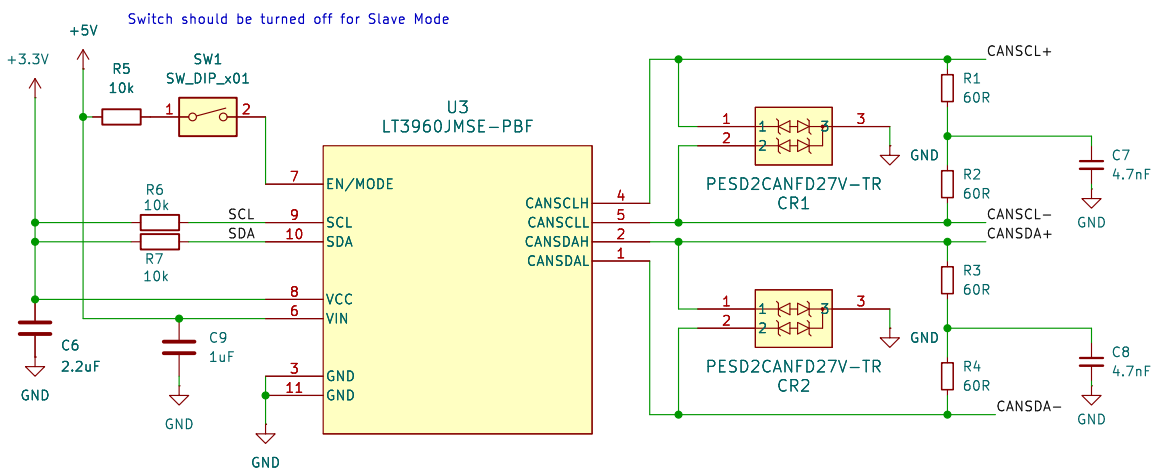 Switch should be turned off for Slave Mode
+5V
+3.3V
R5
10k
SW1
SW_DIP_x01
1
2
U3
LT3960JMSE-PBF
7
EN/MODE
R6
10k
SCL
9
SCL
SDA
10
SDA
R7
10k
8
VCC
6
VIN
C6
2.2uF
GND
C9
1uF
GND
3
GND
11
GND
GND
CANSCLH
4
CANSCLL
5
CANSDAH
2
CANSDAL
1
CANSCL+
R1
60R
1
1
3
3
2
2
GND
PESD2CANFD27V-TR
CR1
C7
4.7nF
GND
R2
60R
CANSCL-
CANSDA+
R3
60R
1
1
3
3
2
2
GND
PESD2CANFD27V-TR
CR2
C8
4.7nF
GND
R4
60R
CANSDA-